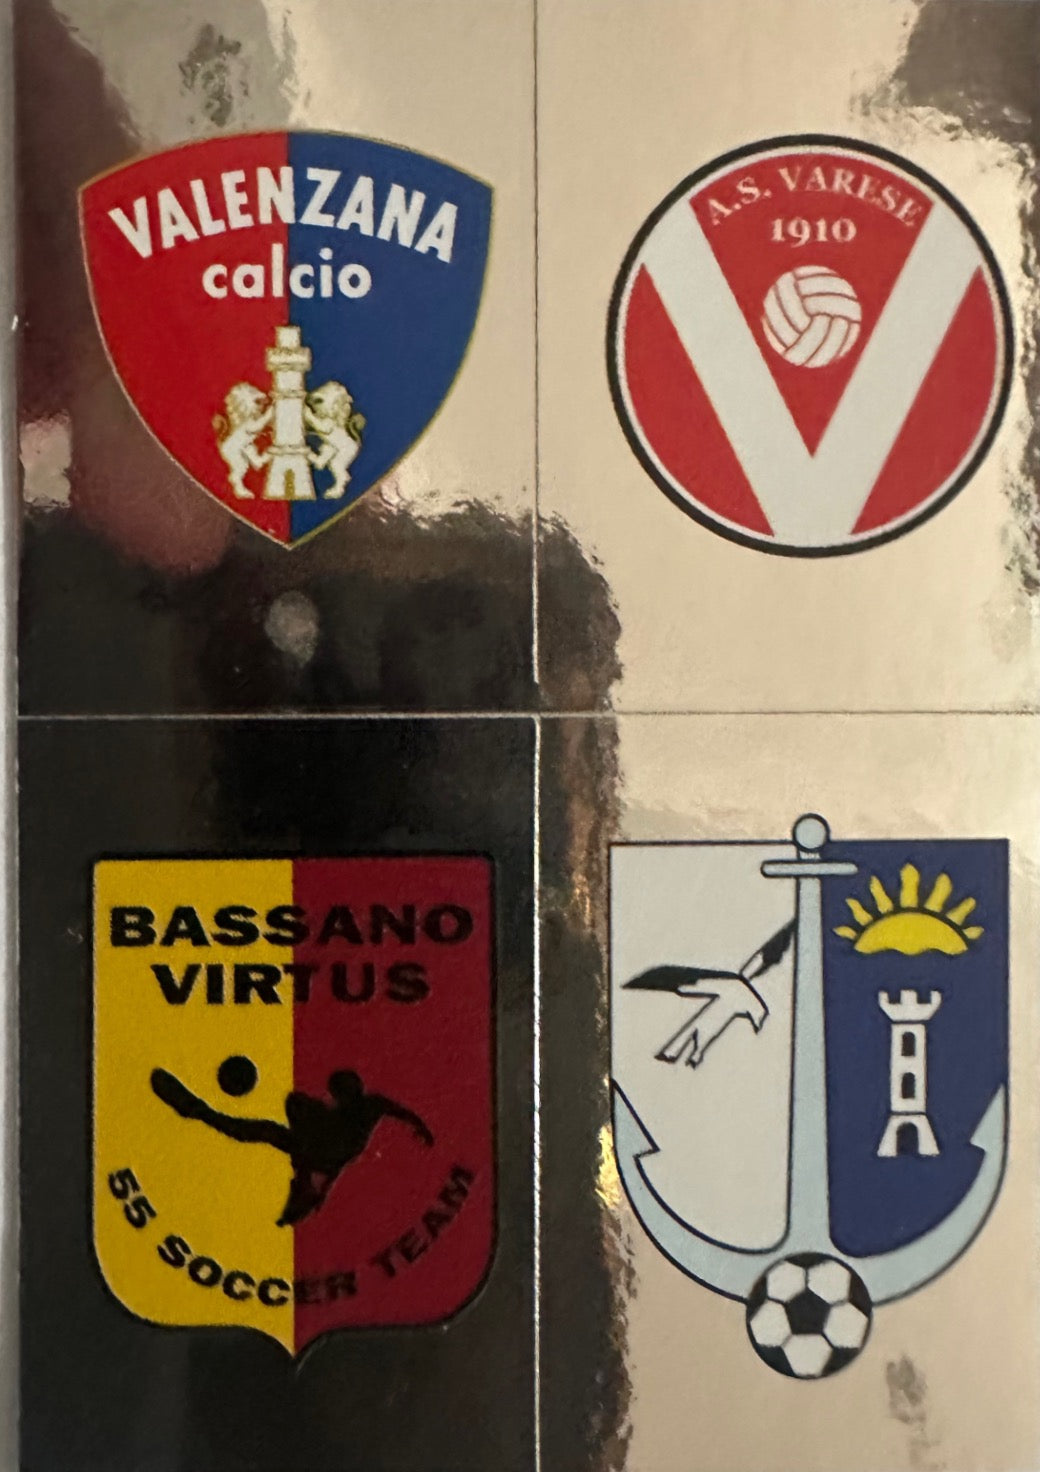 VALENZANA
calcio
A.S. VARESE
1910
BASSANO
VIRTUS
55 SOCCER TEAM